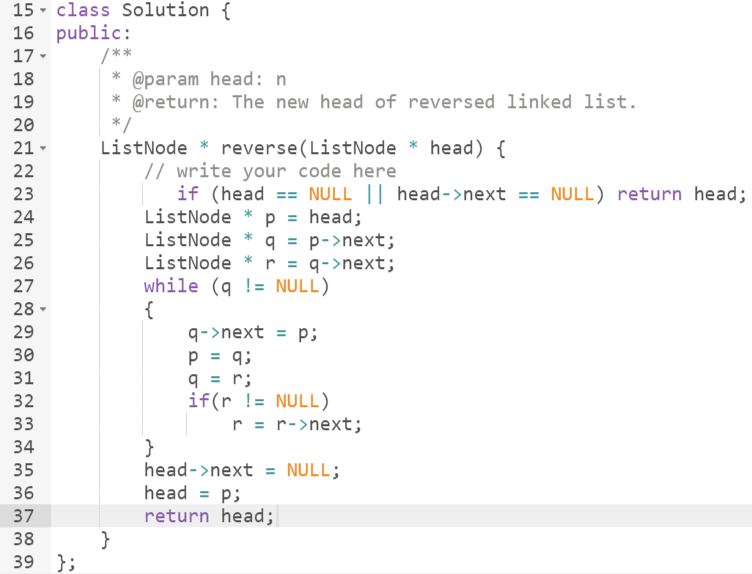 15 class Solution {
16 public:
17     /**
18      * @param head: n
19      * @return: The new head of reversed linked list.
20      */
21     ListNode * reverse(ListNode * head) {
22         // write your code here
23            if (head == NULL || head->next == NULL) return head;
24         ListNode * p = head;
25         ListNode * q = p->next;
26         ListNode * r = q->next;
27         while (q != NULL)
28         {
29             q->next = p;
30             p = q;
31             q = r;
32             if(r != NULL)
33                 r = r->next;
34         }
35         head->next = NULL;
36         head = p;
37         return head;
38     }
39 };